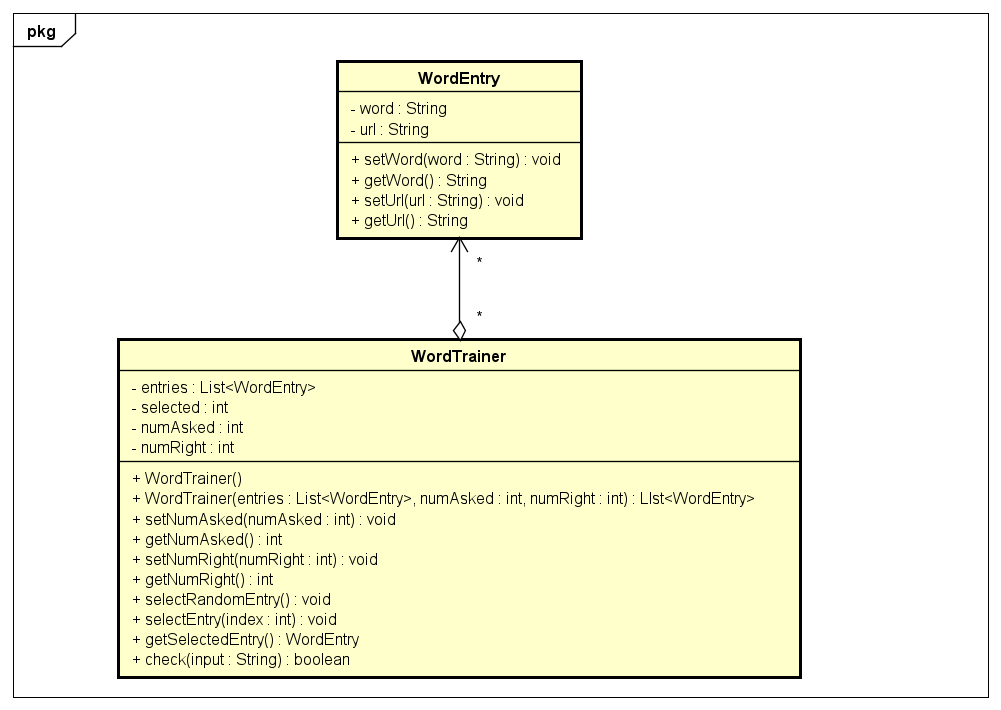 pkg
WordEntry
- word : String
- url : String
+ setWord(word : String) : void
+ getWord() : String
+ setUrl(url : String) : void
+ getUrl() : String
*
*
WordTrainer
- entries : List<WordEntry>
- selected : int
- numAsked : int
- numRight : int
+ WordTrainer()
+ WordTrainer(entries : List<WordEntry>, numAsked : int, numRight : int) : LIst<WordEntry>
+ setNumAsked(numAsked : int) : void
+ getNumAsked() : int
+ setNumRight(numRight : int) : void
+ getNumRight() : int
+ selectRandomEntry() : void
+ selectEntry(index : int) : void
+ getSelectedEntry() : WordEntry
+ check(input : String) : boolean